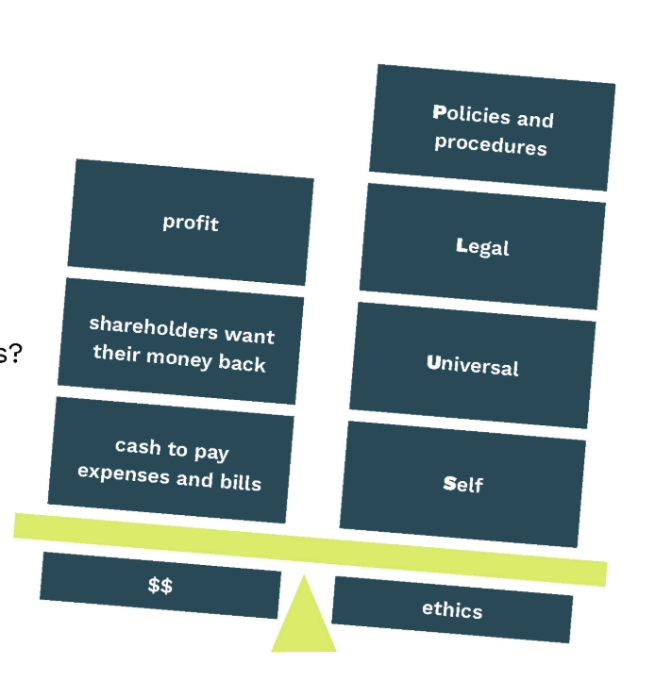 s?
profit
shareholders want
their money back
cash to pay
expenses and bills
$$
Policies and
procedures
Legal
Universal
Self
ethics